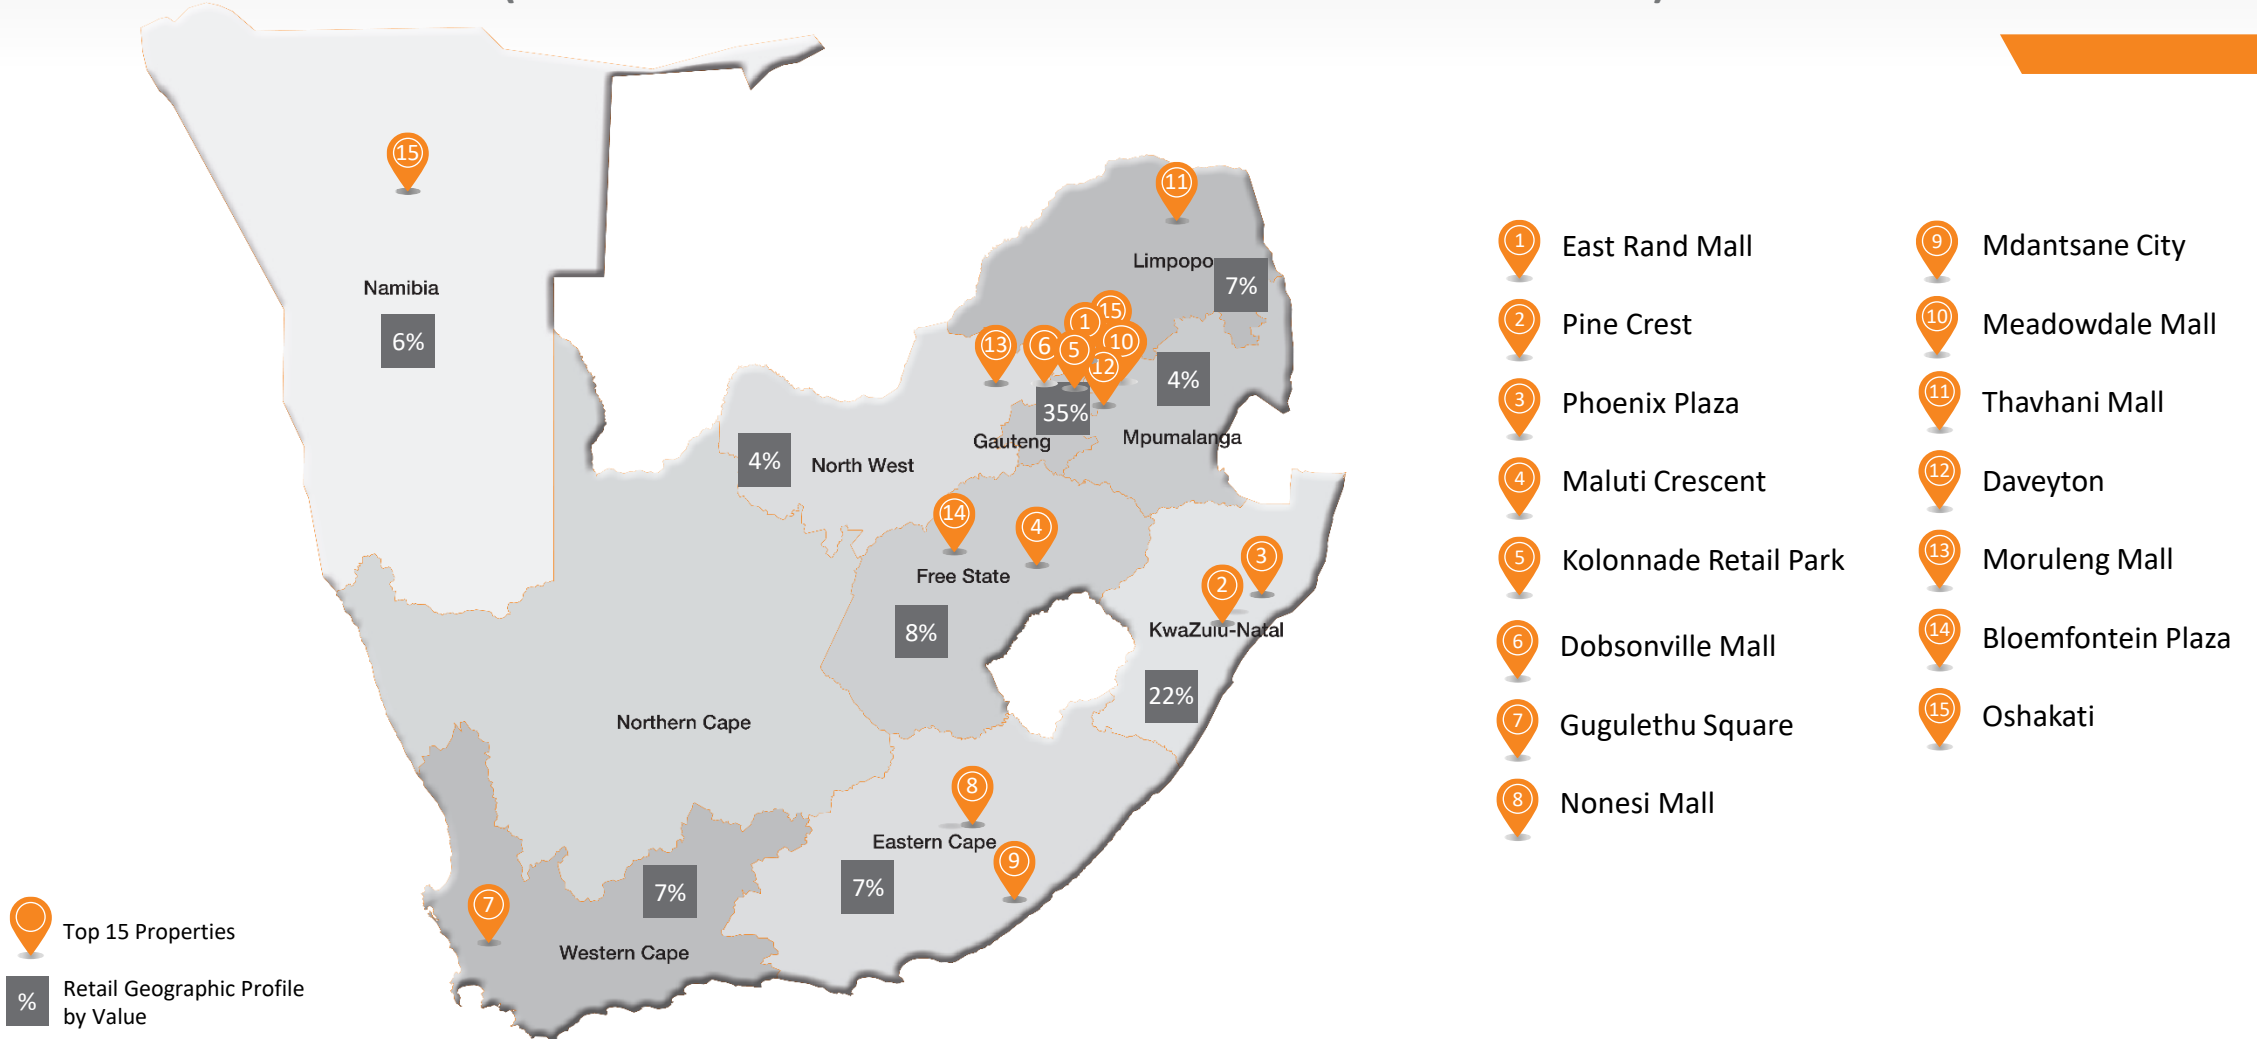 15
11
Limpopo
7%
Namibia
6%
15
1
13
6
5
10
12
4%
35%
Gauteng
Mpumalanga
4%
North West
14
4
Free State
3
2
KwaZulu-Natal
8%
22%
Northern Cape
8
Eastern Cape
9
7%
7%
7
Western Cape
Top 15 Properties
%
Retail Geographic Profile
by Value
1 East Rand Mall
2 Pine Crest
3 Phoenix Plaza
4 Maluti Crescent
5 Kolonnade Retail Park
6 Dobsonville Mall
7 Gugulethu Square
8 Nonesi Mall
9 Mdantsane City
10 Meadowdale Mall
11 Thavhani Mall
12 Daveyton
13 Moruleng Mall
14 Bloemfontein Plaza
15 Oshakati